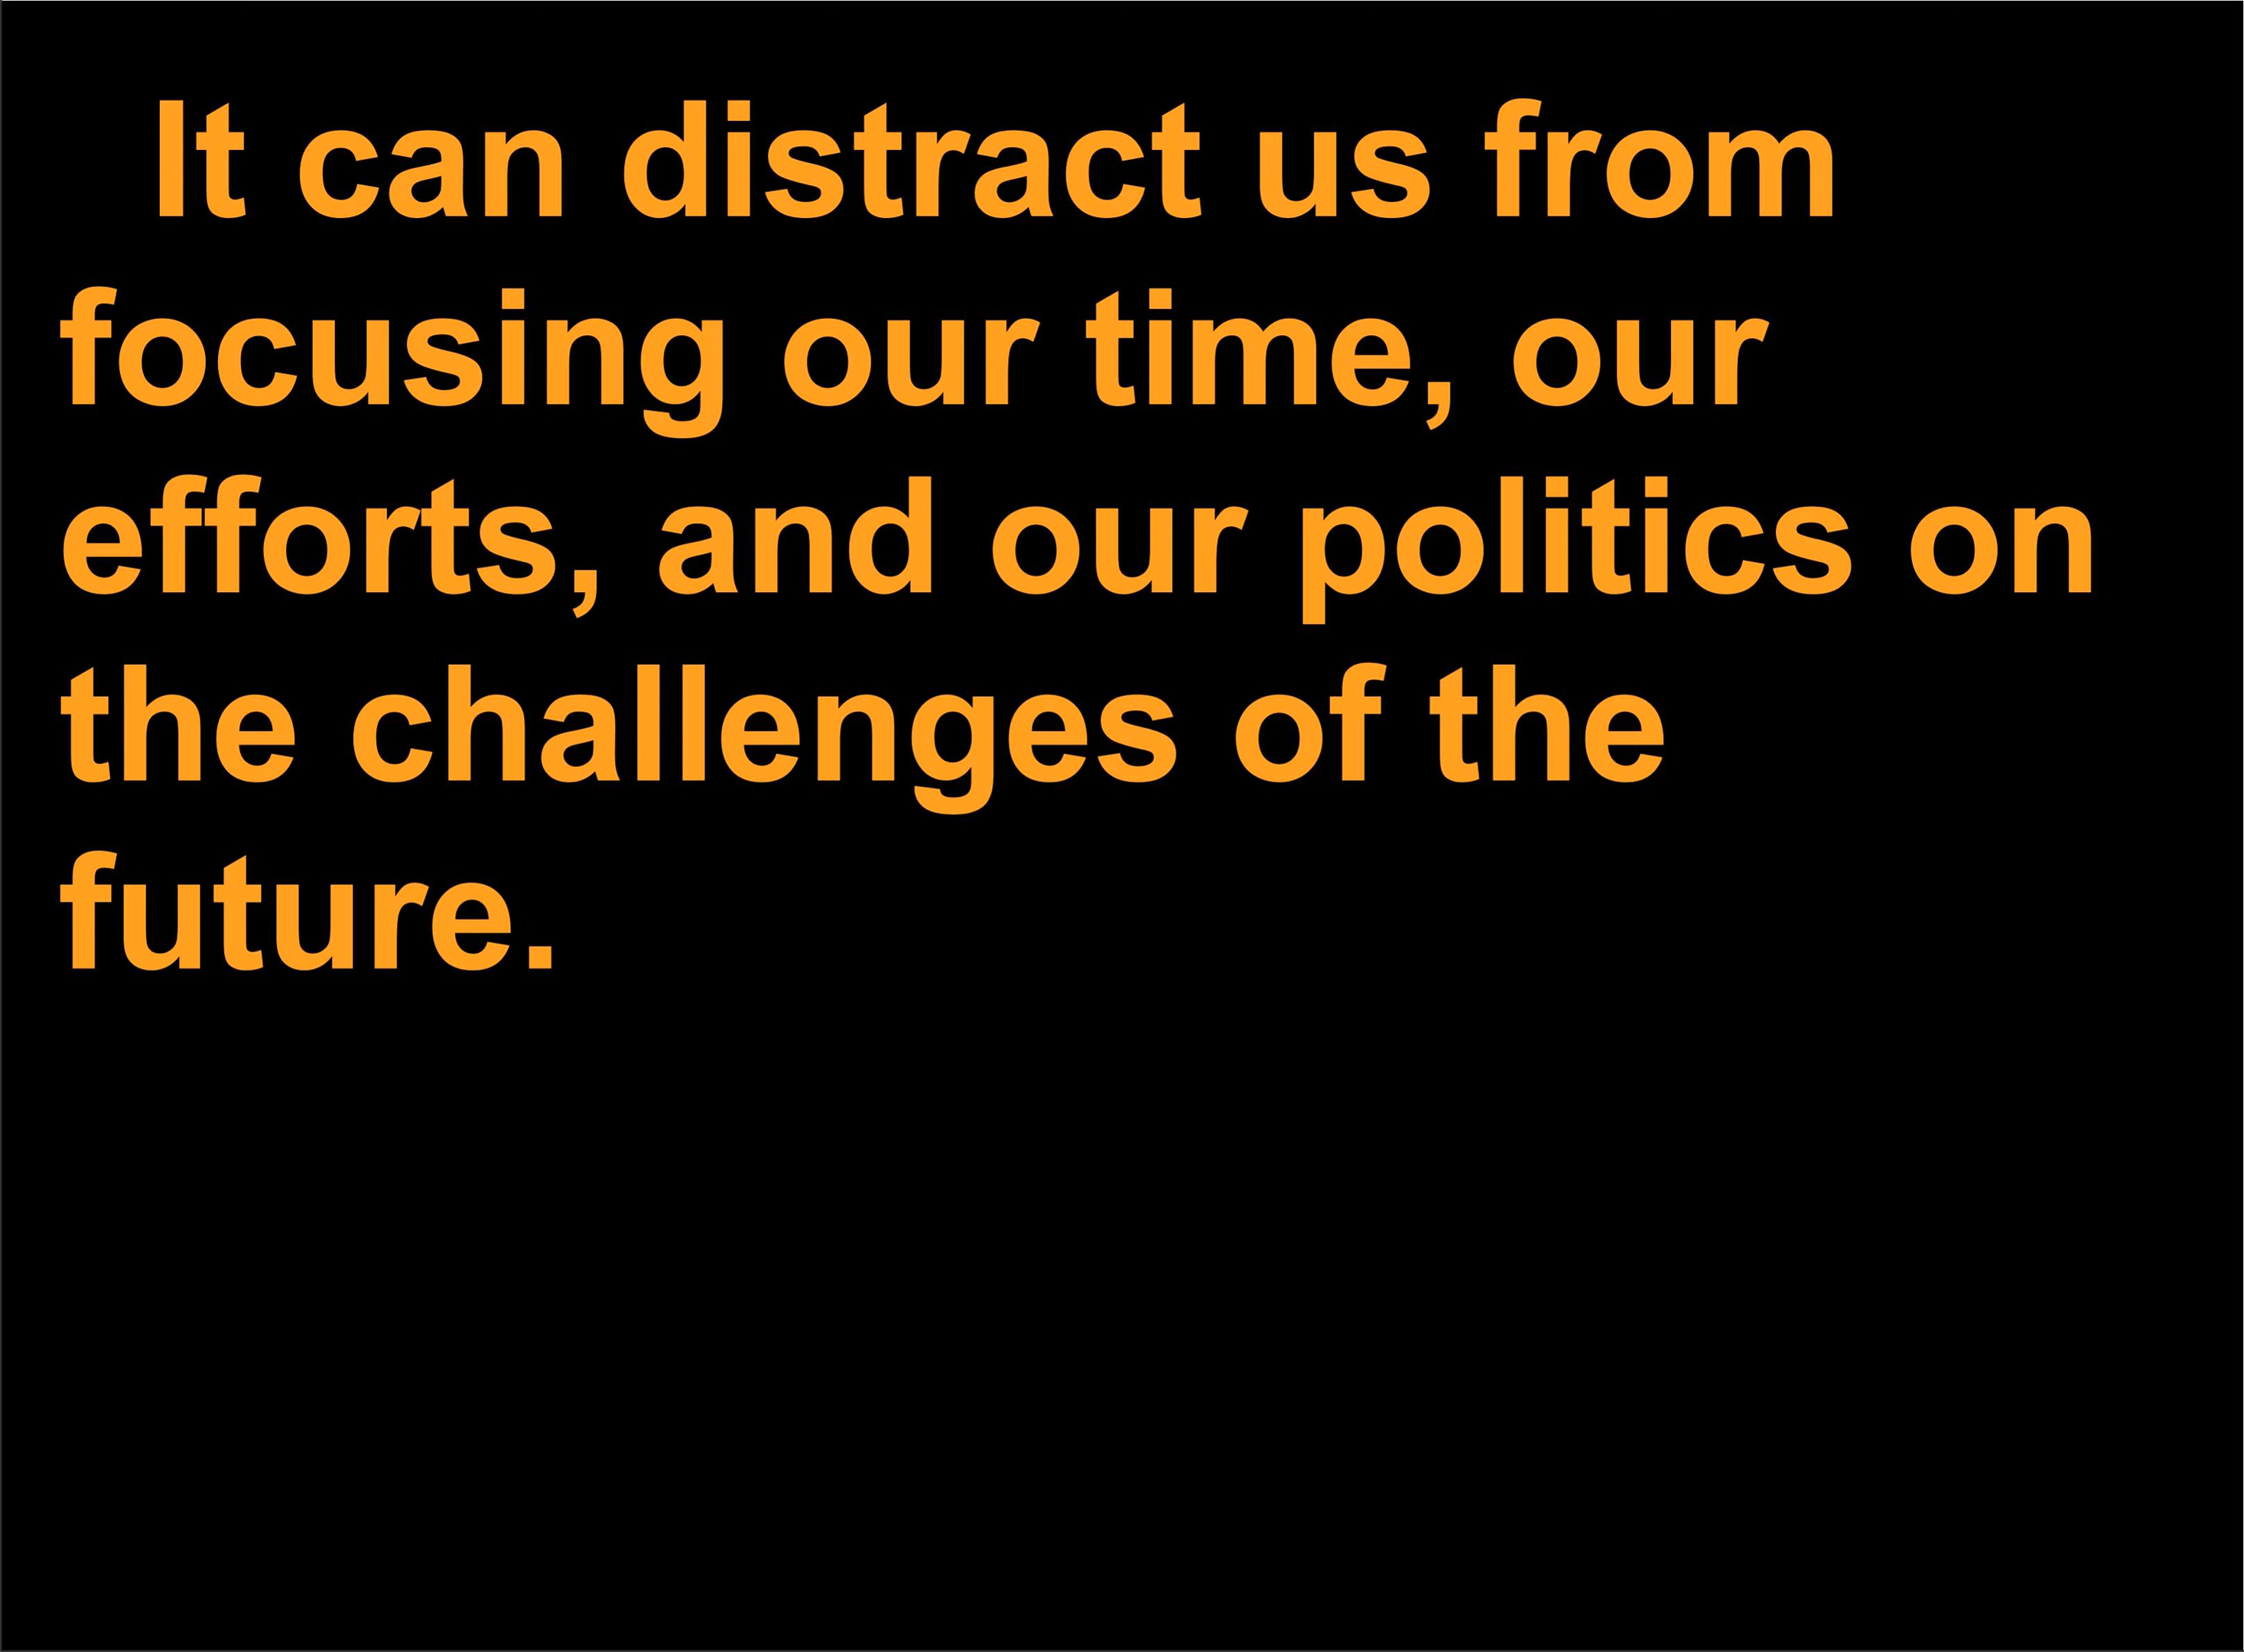 It can distract us from
focusing our time, our
efforts, and our politics on
the challenges of the
future.